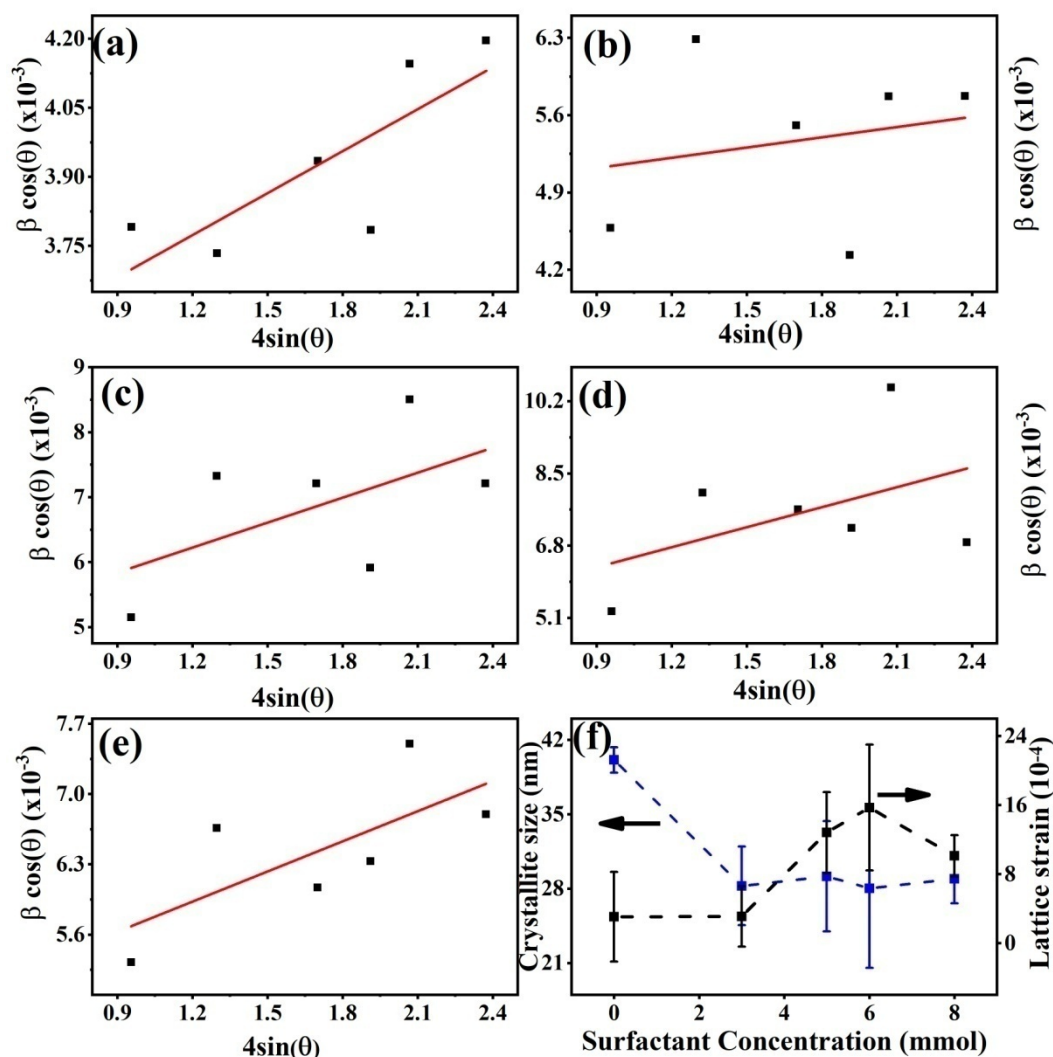 (a)
β cos(θ) (x10⁻³)
4.20
4.05
3.90
3.75
0.9 1.2 1.5 1.8 2.1 2.4
4sin(θ)
(b)
6.3
5.6
4.9
4.2
β cos(θ) (x10⁻³)
0.9 1.2 1.5 1.8 2.1 2.4
4sin(θ)
(c)
β cos(θ) (x10⁻³)
9
8
7
6
5
0.9 1.2 1.5 1.8 2.1 2.4
4sin(θ)
(d)
10.2
8.5
6.8
5.1
β cos(θ) (x10⁻³)
0.9 1.2 1.5 1.8 2.1 2.4
4sin(θ)
(e)
β cos(θ) (x10⁻³)
7.7
7.0
6.3
5.6
0.9 1.2 1.5 1.8 2.1 2.4
4sin(θ)
(f)
Crystallite size (nm)
42
35
28
21
24
16
8
0
Lattice strain (10⁻⁴)
0 2 4 6 8
Surfactant Concentration (mmol)